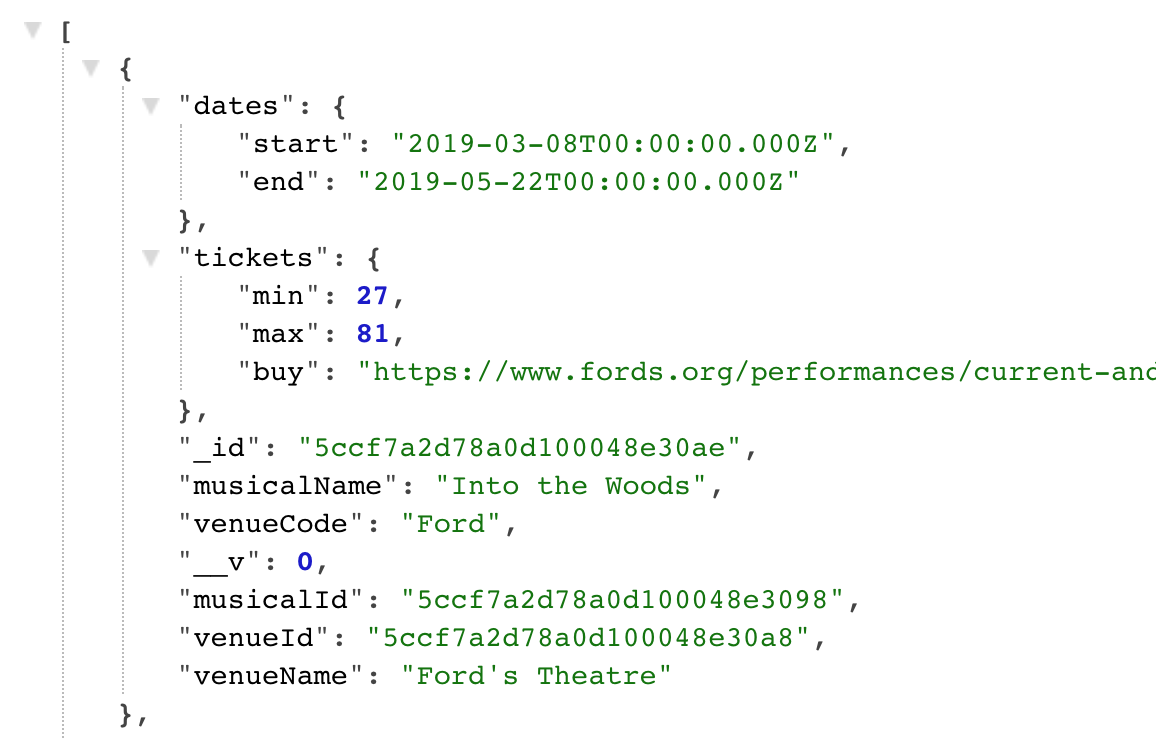 [
{
"dates": {
"start": "2019-03-08T00:00:00.000Z",
"end": "2019-05-22T00:00:00.000Z"
},
"tickets": {
"min": 27,
"max": 81,
"buy": "https://www.fords.org/performances/current-and
},
"_id": "5ccf7a2d78a0d100048e30ae",
"musicalName": "Into the Woods",
"venueCode": "Ford",
"__v": 0,
"musicalId": "5ccf7a2d78a0d100048e3098",
"venueId": "5ccf7a2d78a0d100048e30a8",
"venueName": "Ford's Theatre"
},